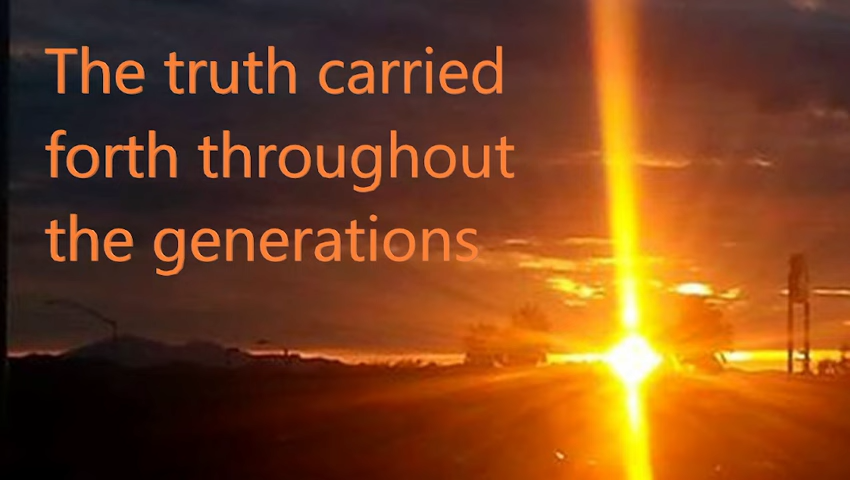 The truth carried
forth throughout
the generations